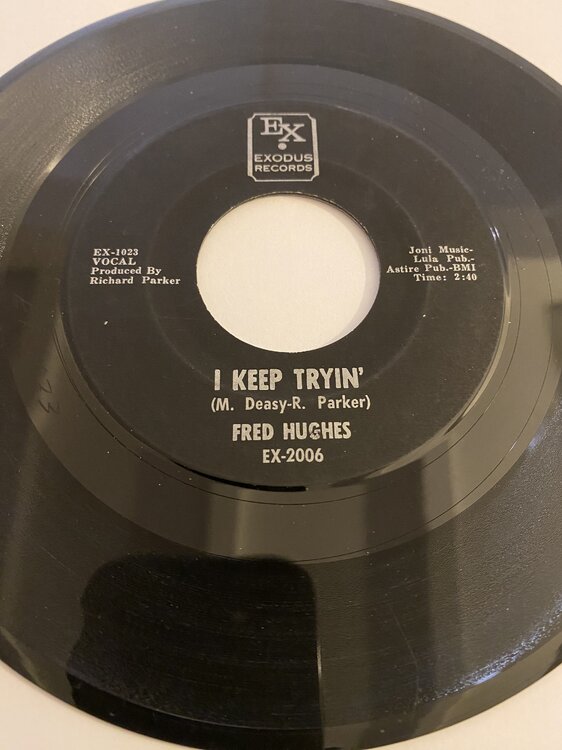 EX
EXODUS
RECORDS
EX-1023
VOCAL
Produced By
Richard Parker
Joni Music-
Lula Pub.-
Astire Pub.-BMI
Time: 2:40
I KEEP TRYIN'
(M. Deasy-R. Parker)
FRED HUGHES
EX-2006